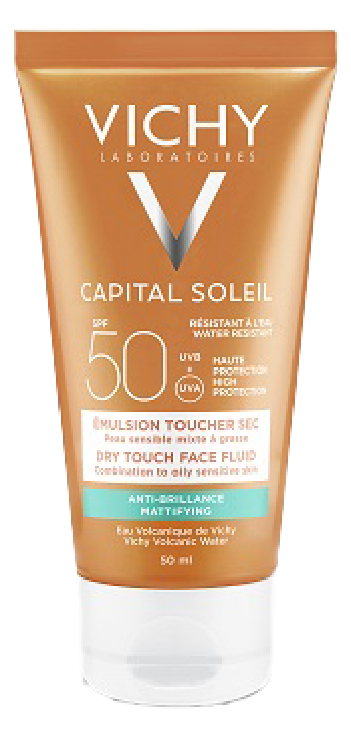 VICHY
LABORATOIRES
V
CAPITAL SOLEIL
SPF
50
RÉSISTANT À L'EAU
WATER RESISTANT
UVB
+
UVA
HAUTE
PROTECTION
HIGH
PROTECTION
ÉMULSION TOUCHER SEC
Peau sensible mixte à grasse
DRY TOUCH FACE FLUID
Combination to oily sensitive skin
ANTI-BRILLANCE
MATTIFYING
Eau Volcanique de Vichy
Vichy Volcanic Water
50 ml